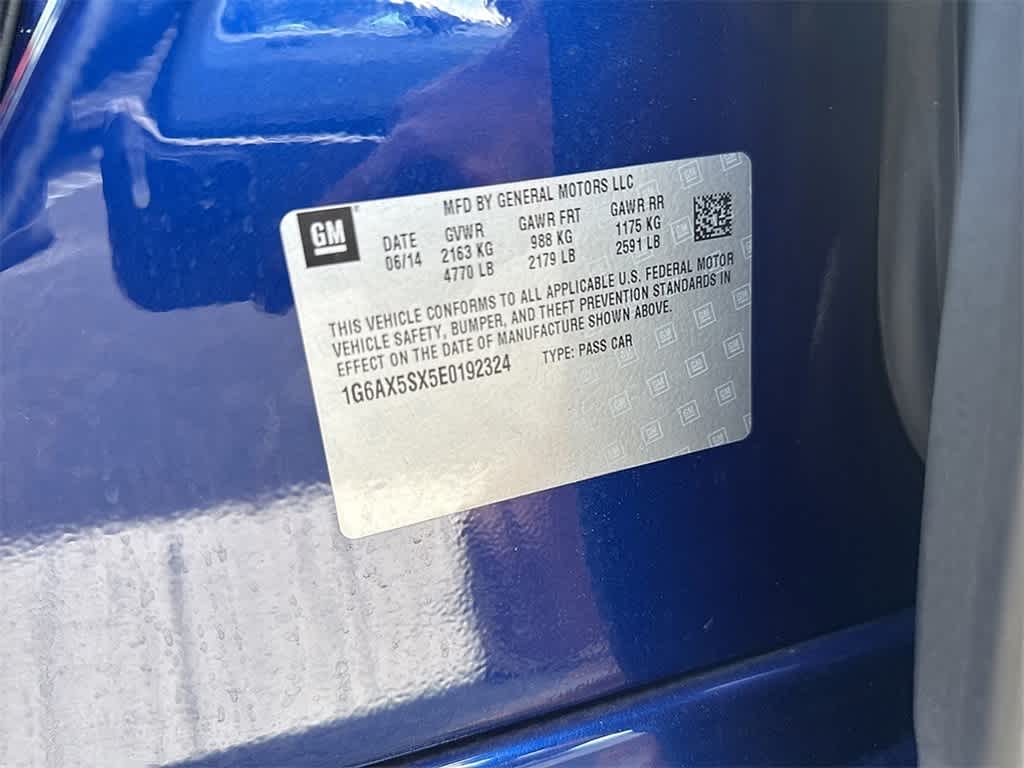 GM
MFD BY GENERAL MOTORS LLC
DATE GVWR GAWR FRT GAWR RR
06/14 2163 KG 988 KG 1175 KG
4770 LB 2179 LB 2591 LB
THIS VEHICLE CONFORMS TO ALL APPLICABLE U.S. FEDERAL MOTOR
VEHICLE SAFETY, BUMPER, AND THEFT PREVENTION STANDARDS IN
EFFECT ON THE DATE OF MANUFACTURE SHOWN ABOVE.
1G6AX5SX5E0192324 TYPE: PASS CAR